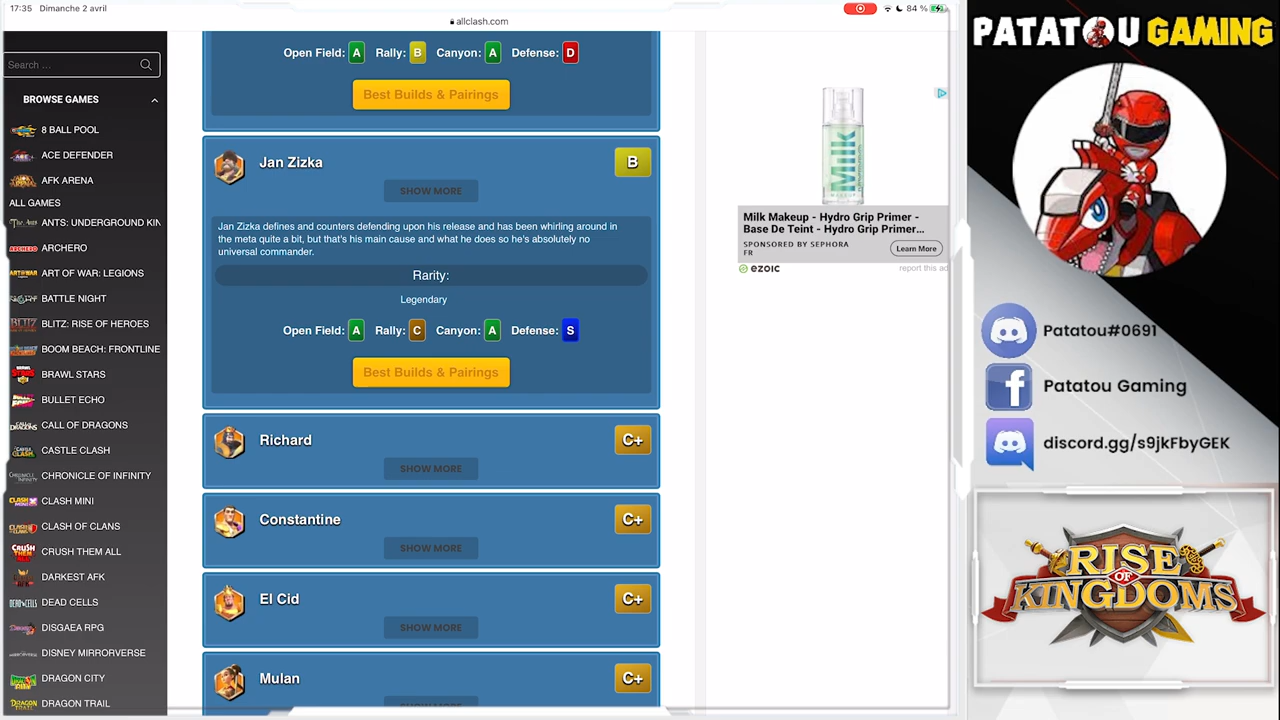 17:35 Dimanche 2 avril
84 %
allclash.com
Search ...
BROWSE GAMES
8 BALL POOL
ACE DEFENDER
AFK ARENA
ALL GAMES
ANTS: UNDERGROUND KIN
ARCHERO
ART OF WAR: LEGIONS
BATTLE NIGHT
BLITZ: RISE OF HEROES
BOOM BEACH: FRONTLINE
BRAWL STARS
BULLET ECHO
CALL OF DRAGONS
CASTLE CLASH
CHRONICLE OF INFINITY
CLASH MINI
CLASH OF CLANS
CRUSH THEM ALL
DARKEST AFK
DEAD CELLS
DISGAEA RPG
DISNEY MIRRORVERSE
DRAGON CITY
DRAGON TRAIL
Open Field: A Rally: B Canyon: A Defense: D
Best Builds & Pairings
Jan Zizka B
SHOW MORE
Jan Zizka defines and counters defending upon his release and has been whirling around in
the meta quite a bit, but that's his main cause and what he does so he's absolutely no
universal commander.
Rarity:
Legendary
Open Field: A Rally: C Canyon: A Defense: S
Best Builds & Pairings
Richard C+
SHOW MORE
Constantine C+
SHOW MORE
El Cid C+
SHOW MORE
Mulan C+
SHOW MORE
Milk
Milk Makeup - Hydro Grip Primer -
Base De Teint - Hydro Grip Primer...
SPONSORED BY SEPHORA
FR
Learn More
ezoic
report this ad
PATATOU GAMING
Patatou#0691
Patatou Gaming
discord.gg/s9jkFbyGEK
RISE
OF
KINGDOMS